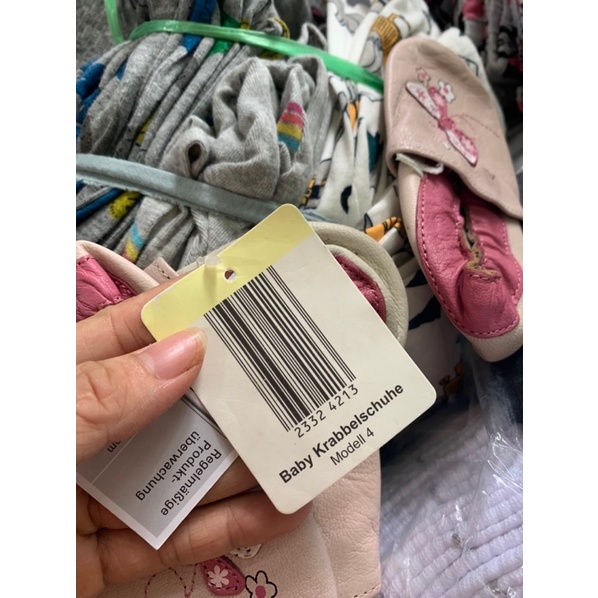 2332 4213
Baby Krabbelschuhe
Modell 4
Regelmäßige
Produkt-
überwachung